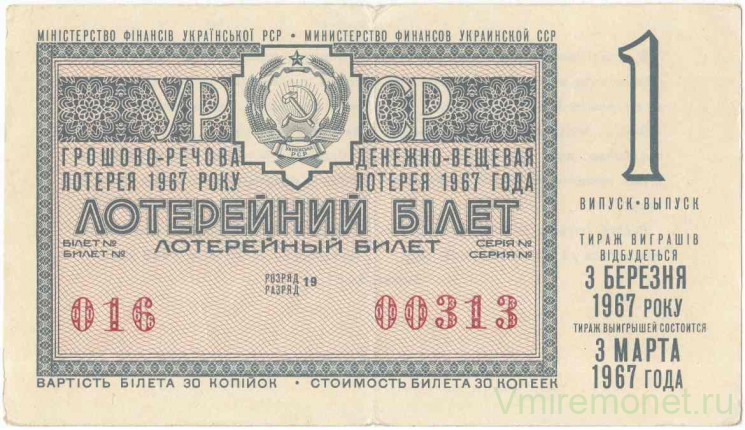 МІНІСТЕРСТВО ФІНАНСІВ УКРАЇНСЬКОЇ РСР • МИНИСТЕРСТВО ФИНАНСОВ УКРАИНСКОЙ ССР
УР СР
ГРОШОВО-РЕЧОВА ДЕНЕЖНО-ВЕЩЕВАЯ
ЛОТЕРЕЯ 1967 РОКУ ЛОТЕРЕЯ 1967 ГОДА
ЛОТЕРЕЙНИЙ БІЛЕТ
ЛОТЕРЕЙНЫЙ БИЛЕТ
БІЛЕТ № СЕРІЯ №
БИЛЕТ № СЕРИЯ №
РОЗРЯД
РАЗРЯД 19
016 00313
ВАРТІСТЬ БІЛЕТА 30 КОПІЙОК • СТОИМОСТЬ БИЛЕТА 30 КОПЕЕК
1
ВИПУСК • ВЫПУСК
ТИРАЖ ВИГРАШІВ
ВІДБУДЕТЬСЯ
3 БЕРЕЗНЯ
1967 РОКУ
ТИРАЖ ВЫИГРЫШЕЙ СОСТОИТСЯ
3 МАРТА
1967 ГОДА
Vmiremonet.ru